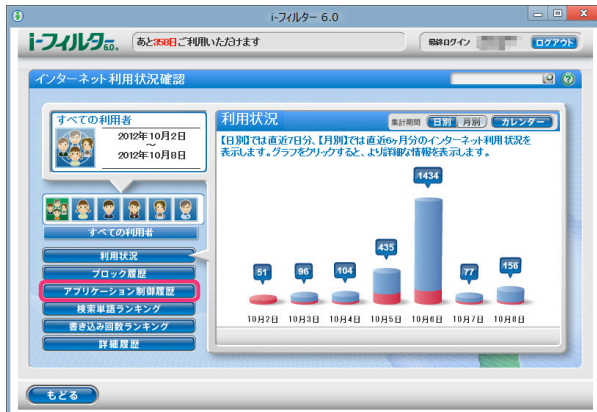 i-フィルター 6.0
i-フィルター6.0. あと358日ご利用いただけます
最終ログイン
ログアウト
インターネット利用状況確認
すべての利用者
2012年10月2日
～
2012年10月8日
すべての利用者
利用状況
ブロック履歴
アプリケーション制御履歴
検索単語ランキング
書き込み回数ランキング
詳細履歴
利用状況
集計期間 日別 月別 カレンダー
【日別】では直近7日分、【月別】では直近6ヶ月分のインターネット利用状況を
表示します。グラフをクリックすると、より詳細な情報を表示します。
51 96 104 435 1434 77 156
10月2日 10月3日 10月4日 10月5日 10月6日 10月7日 10月8日
もどる